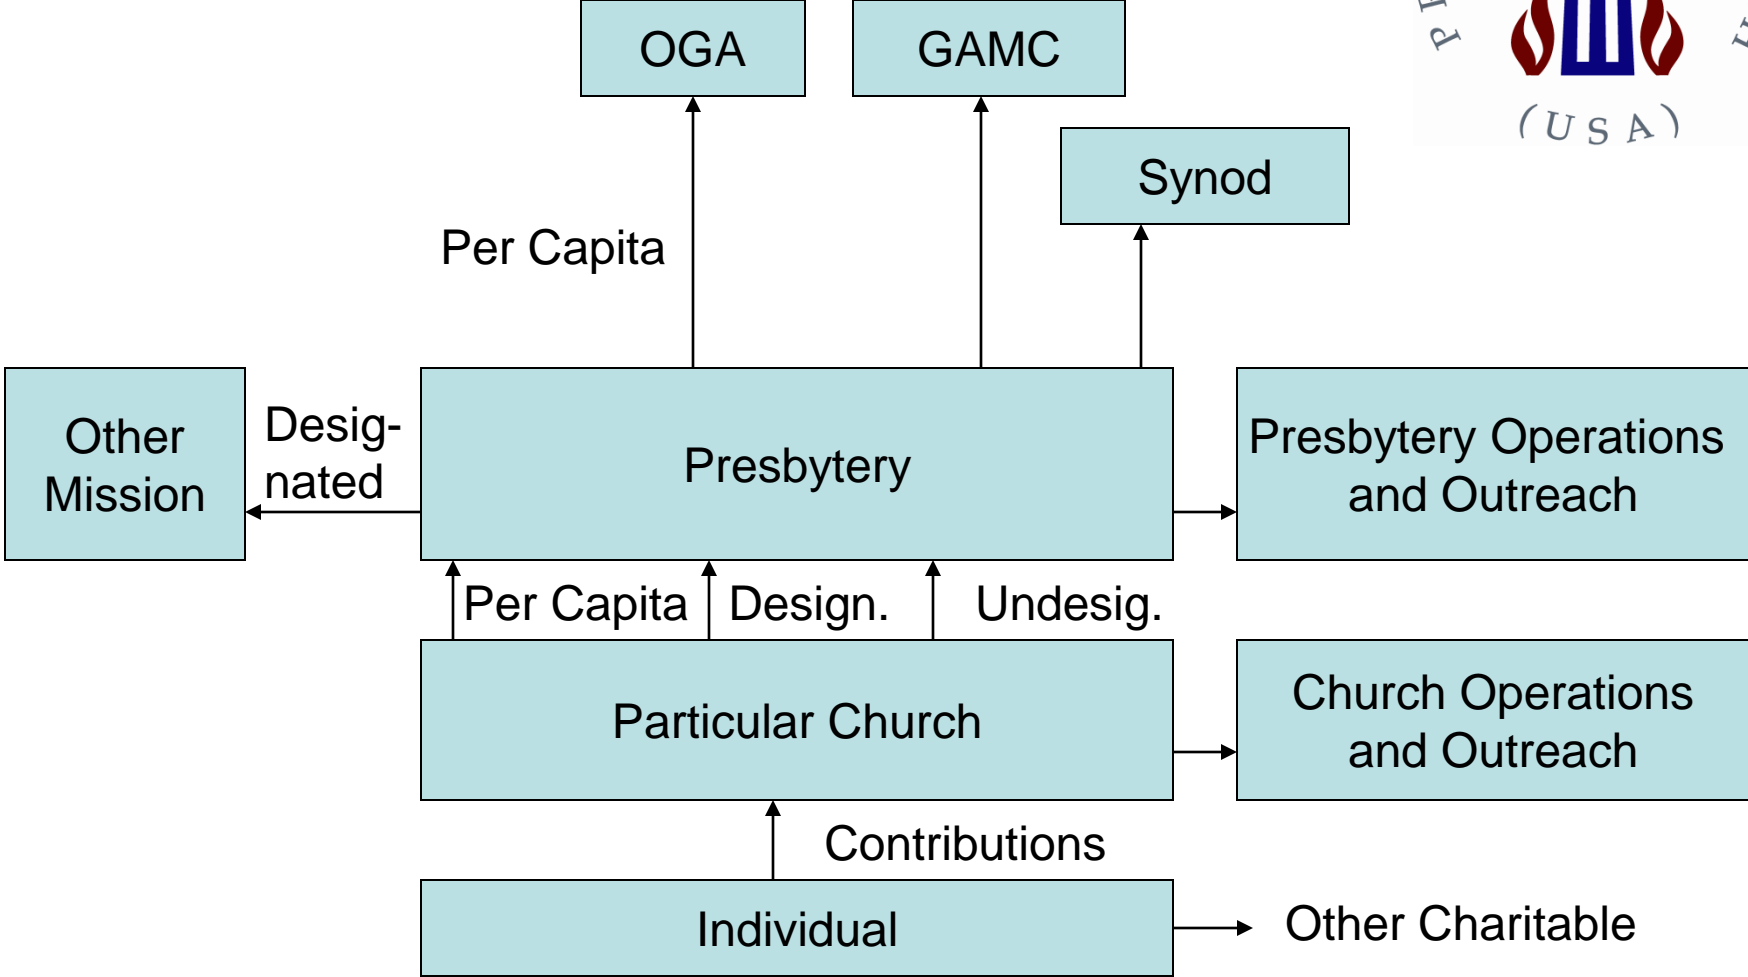 OGA
GAMC
(USA)
Synod
Per Capita
Other
Mission
Desig-
nated
Presbytery
Presbytery Operations
and Outreach
Per Capita
Design.
Undesig.
Particular Church
Church Operations
and Outreach
Contributions
Individual
Other Charitable